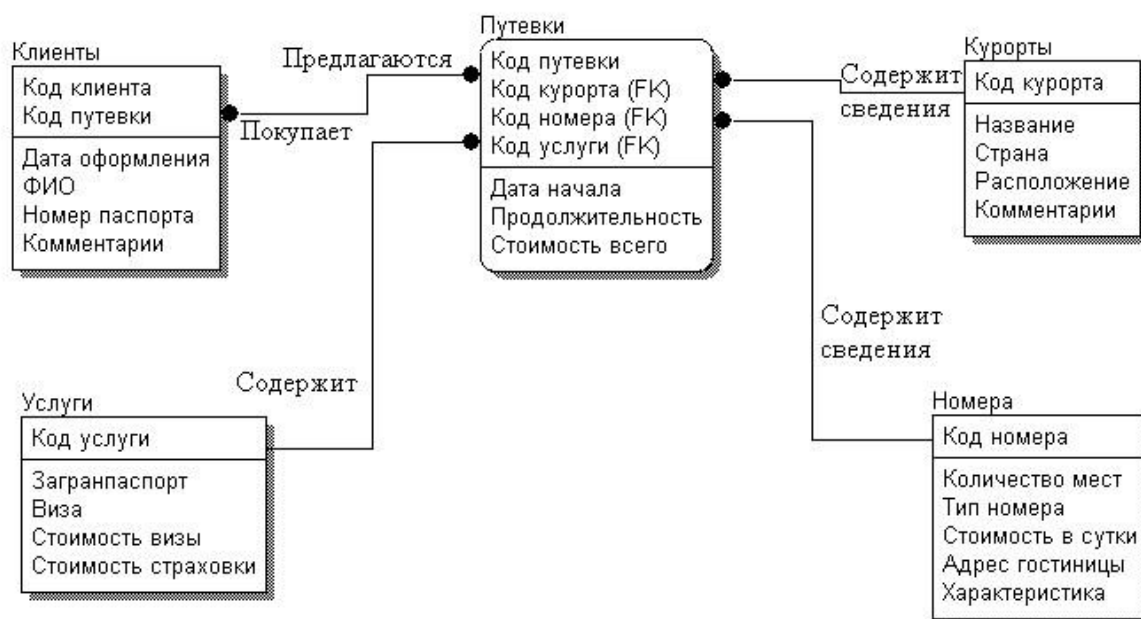 Клиенты
Код клиента
Код путевки
Дата оформления
ФИО
Номер паспорта
Комментарии
Предлагаются
Покупает
Путевки
Код путевки
Код курорта (FK)
Код номера (FK)
Код услуги (FK)
Дата начала
Продолжительность
Стоимость всего
Содержит
сведения
Курорты
Код курорта
Название
Страна
Расположение
Комментарии
Содержит
Услуги
Код услуги
Загранпаспорт
Виза
Стоимость визы
Стоимость страховки
Содержит
сведения
Номера
Код номера
Количество мест
Тип номера
Стоимость в сутки
Адрес гостиницы
Характеристика